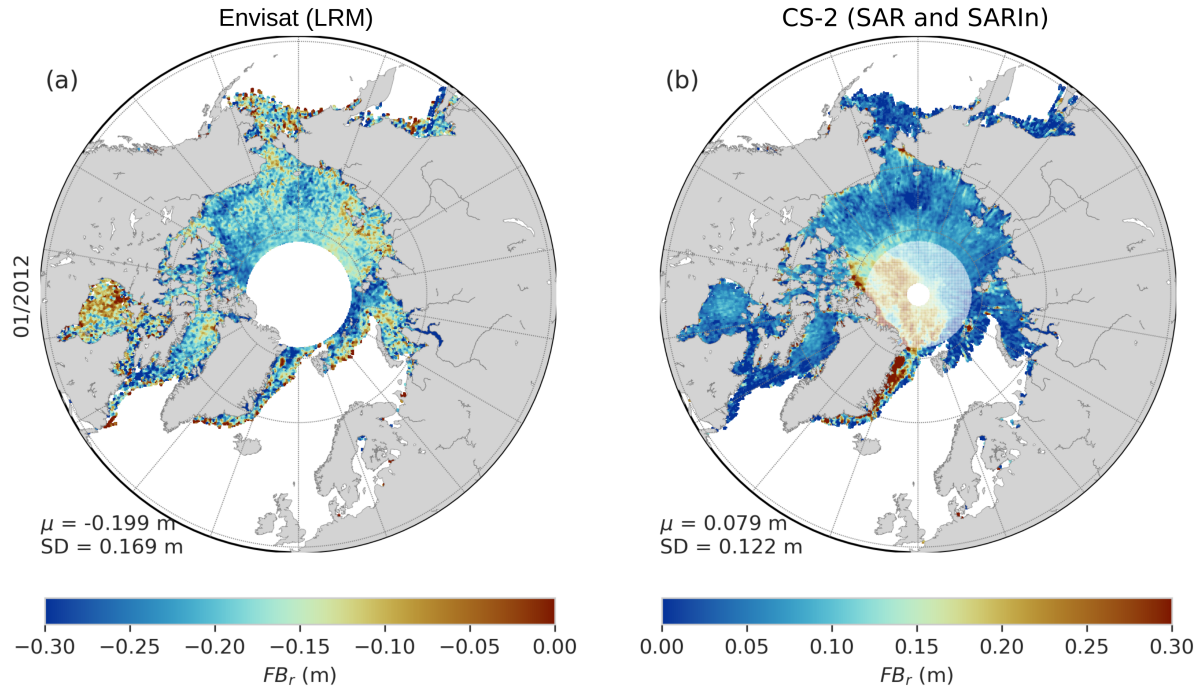 Envisat (LRM)
CS-2 (SAR and SARIn)
(a)
(b)
01/2012
μ = -0.199 m
SD = 0.169 m
μ = 0.079 m
SD = 0.122 m
−0.30 −0.25 −0.20 −0.15 −0.10 −0.05 0.00
FBr (m)
0.00 0.05 0.10 0.15 0.20 0.25 0.30
FBr (m)